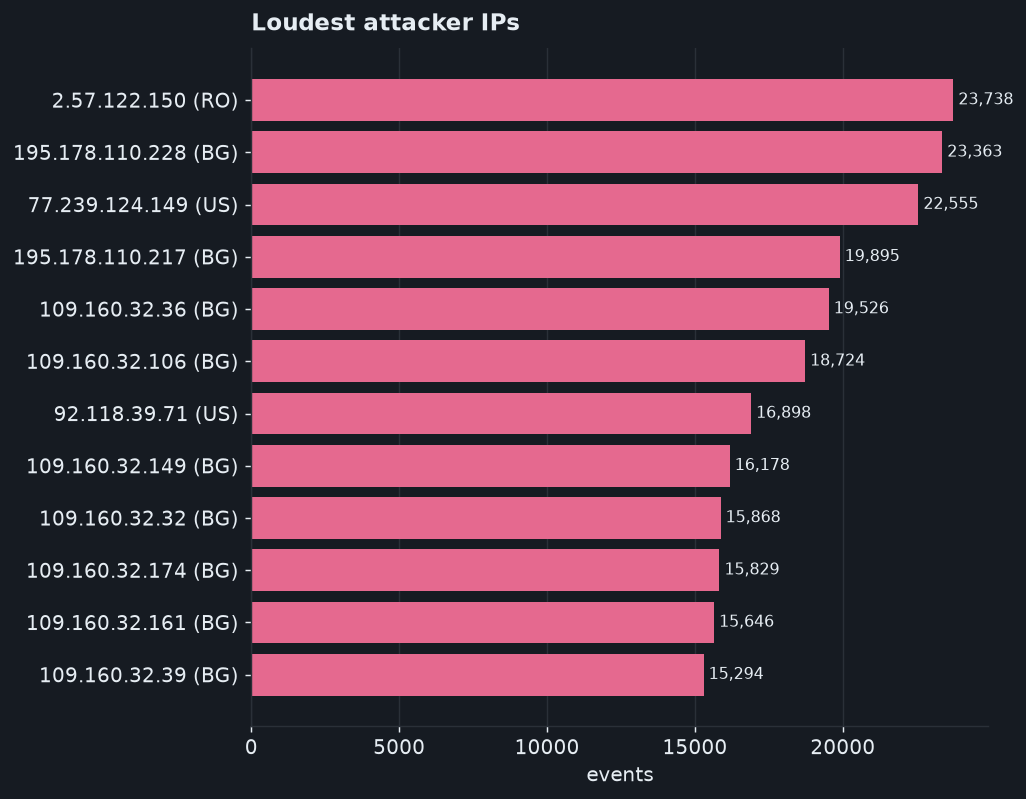 Loudest attacker IPs
2.57.122.150 (RO) 23,738
195.178.110.228 (BG) 23,363
77.239.124.149 (US) 22,555
195.178.110.217 (BG) 19,895
109.160.32.36 (BG) 19,526
109.160.32.106 (BG) 18,724
92.118.39.71 (US) 16,898
109.160.32.149 (BG) 16,178
109.160.32.32 (BG) 15,868
109.160.32.174 (BG) 15,829
109.160.32.161 (BG) 15,646
109.160.32.39 (BG) 15,294
0 5000 10000 15000 20000
events